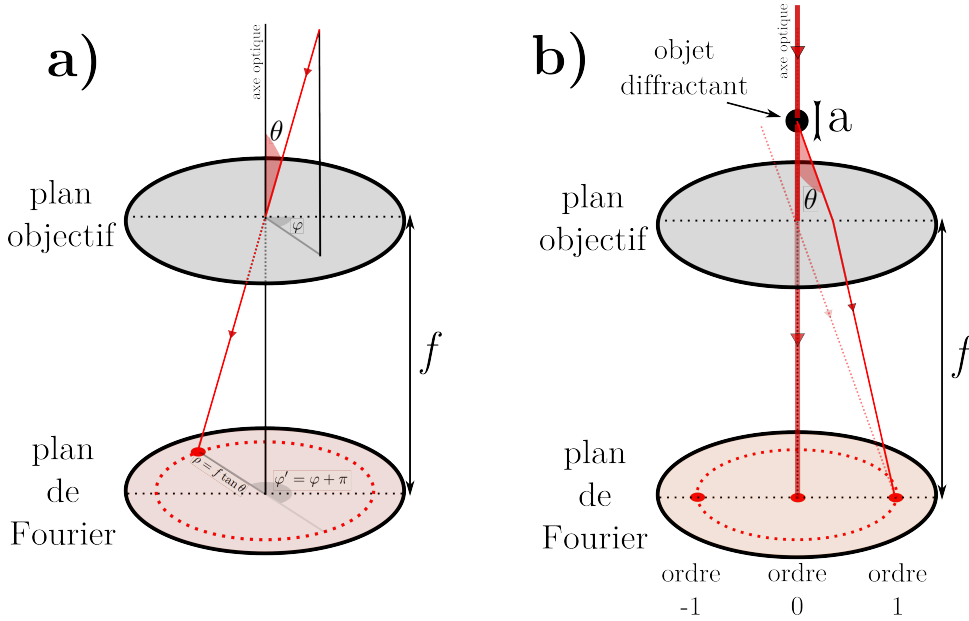 a)
axe optique
θ
plan
objectif
φ
f
plan
de
Fourier
ρ = f tan θ
φ′ = φ + π
b)
axe optique
objet
diffractant
a
plan
objectif
θ
f
plan
de
Fourier
ordre
-1
ordre
0
ordre
1